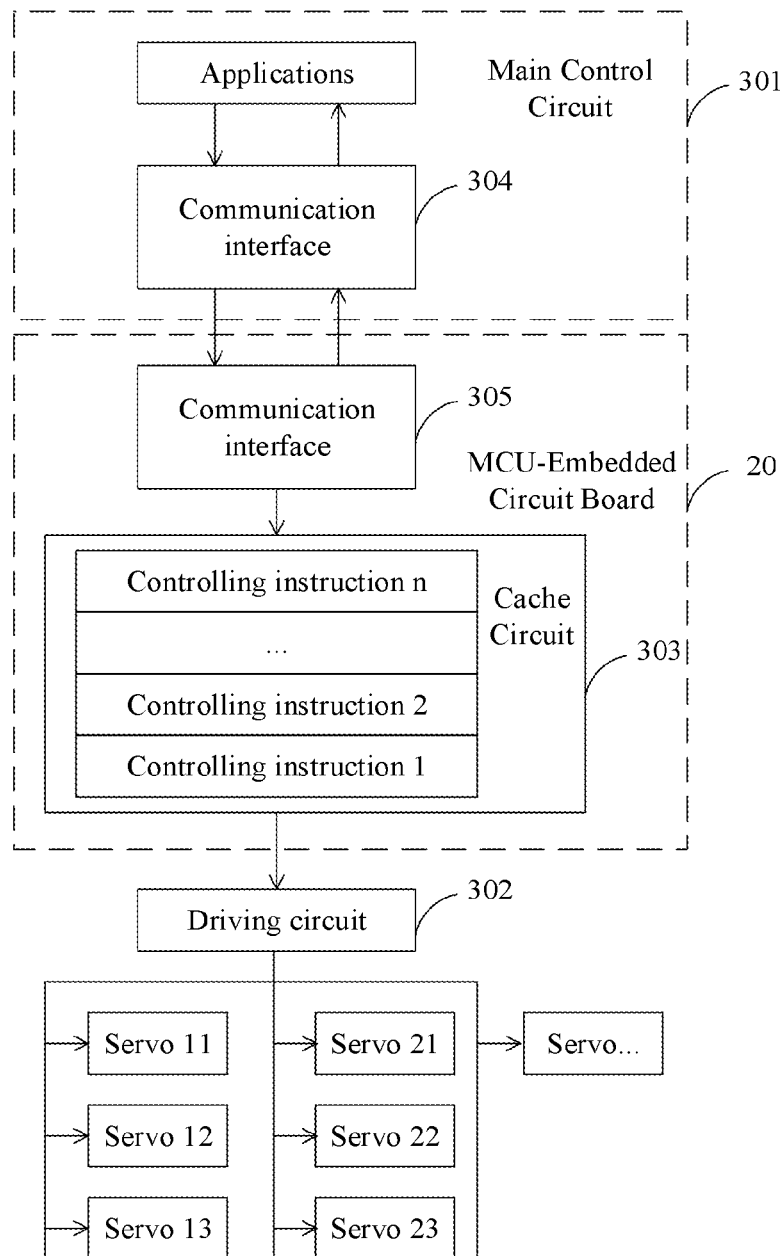 Applications
Main Control
Circuit
301
Communication
interface
304
Communication
interface
305
MCU-Embedded
Circuit Board
20
Controlling instruction n
...
Controlling instruction 2
Controlling instruction 1
Cache
Circuit
303
Driving circuit
302
Servo 11
Servo 21
Servo...
Servo 12
Servo 22
Servo 13
Servo 23